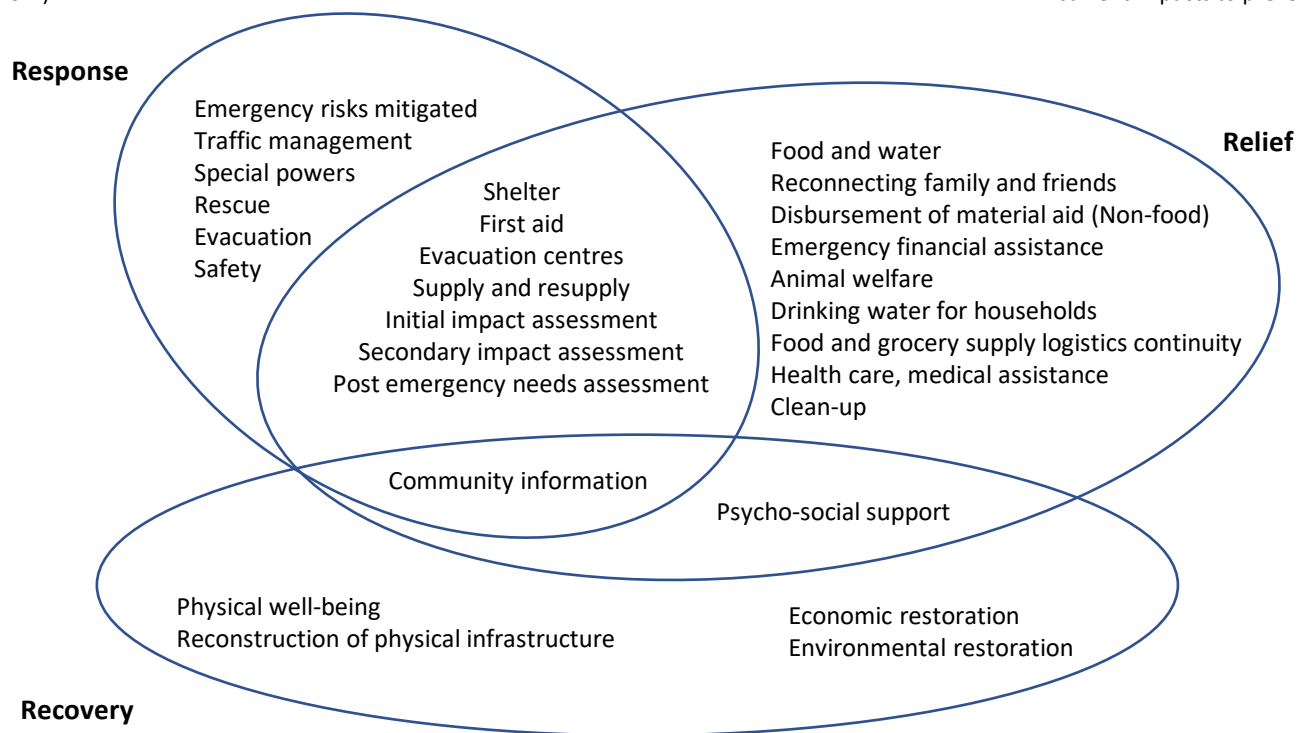 Response
Emergency risks mitigated
Traffic management
Special powers
Rescue
Evacuation
Safety
Shelter
First aid
Evacuation centres
Supply and resupply
Initial impact assessment
Secondary impact assessment
Post emergency needs assessment
Relief
Food and water
Reconnecting family and friends
Disbursement of material aid (Non-food)
Emergency financial assistance
Animal welfare
Drinking water for households
Food and grocery supply logistics continuity
Health care, medical assistance
Clean-up
Community information
Psycho-social support
Physical well-being
Reconstruction of physical infrastructure
Economic restoration
Environmental restoration
Recovery